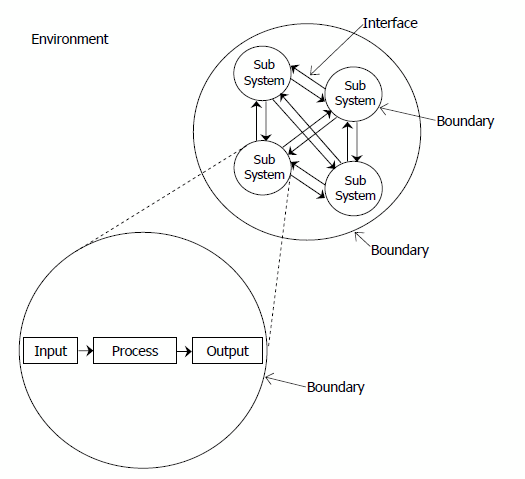 Environment
Interface
Sub
System
Sub
System
Boundary
Sub
System
Sub
System
Boundary
Input
Process
Output
Boundary